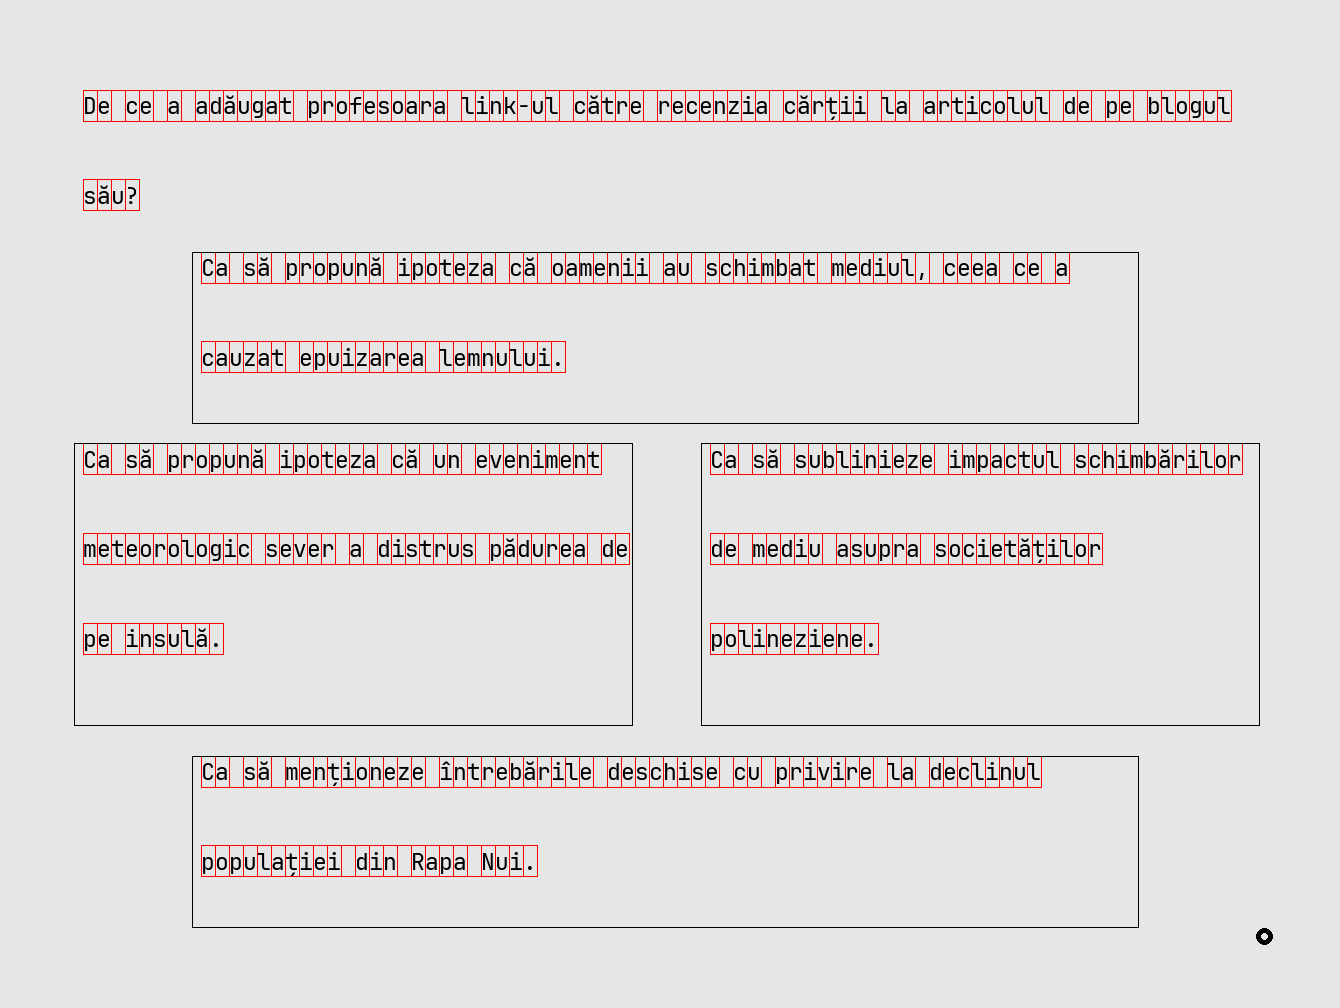 De ce a adăugat profesoara link-ul către recenzia cărții la articolul de pe blogul
său?
Ca să propună ipoteza că oamenii au schimbat mediul, ceea ce a
cauzat epuizarea lemnului.
Ca să propună ipoteza că un eveniment
meteorologic sever a distrus pădurea de
pe insulă.
Ca să sublinieze impactul schimbărilor
de mediu asupra societăților
polineziene.
Ca să menționeze întrebările deschise cu privire la declinul
populației din Rapa Nui.